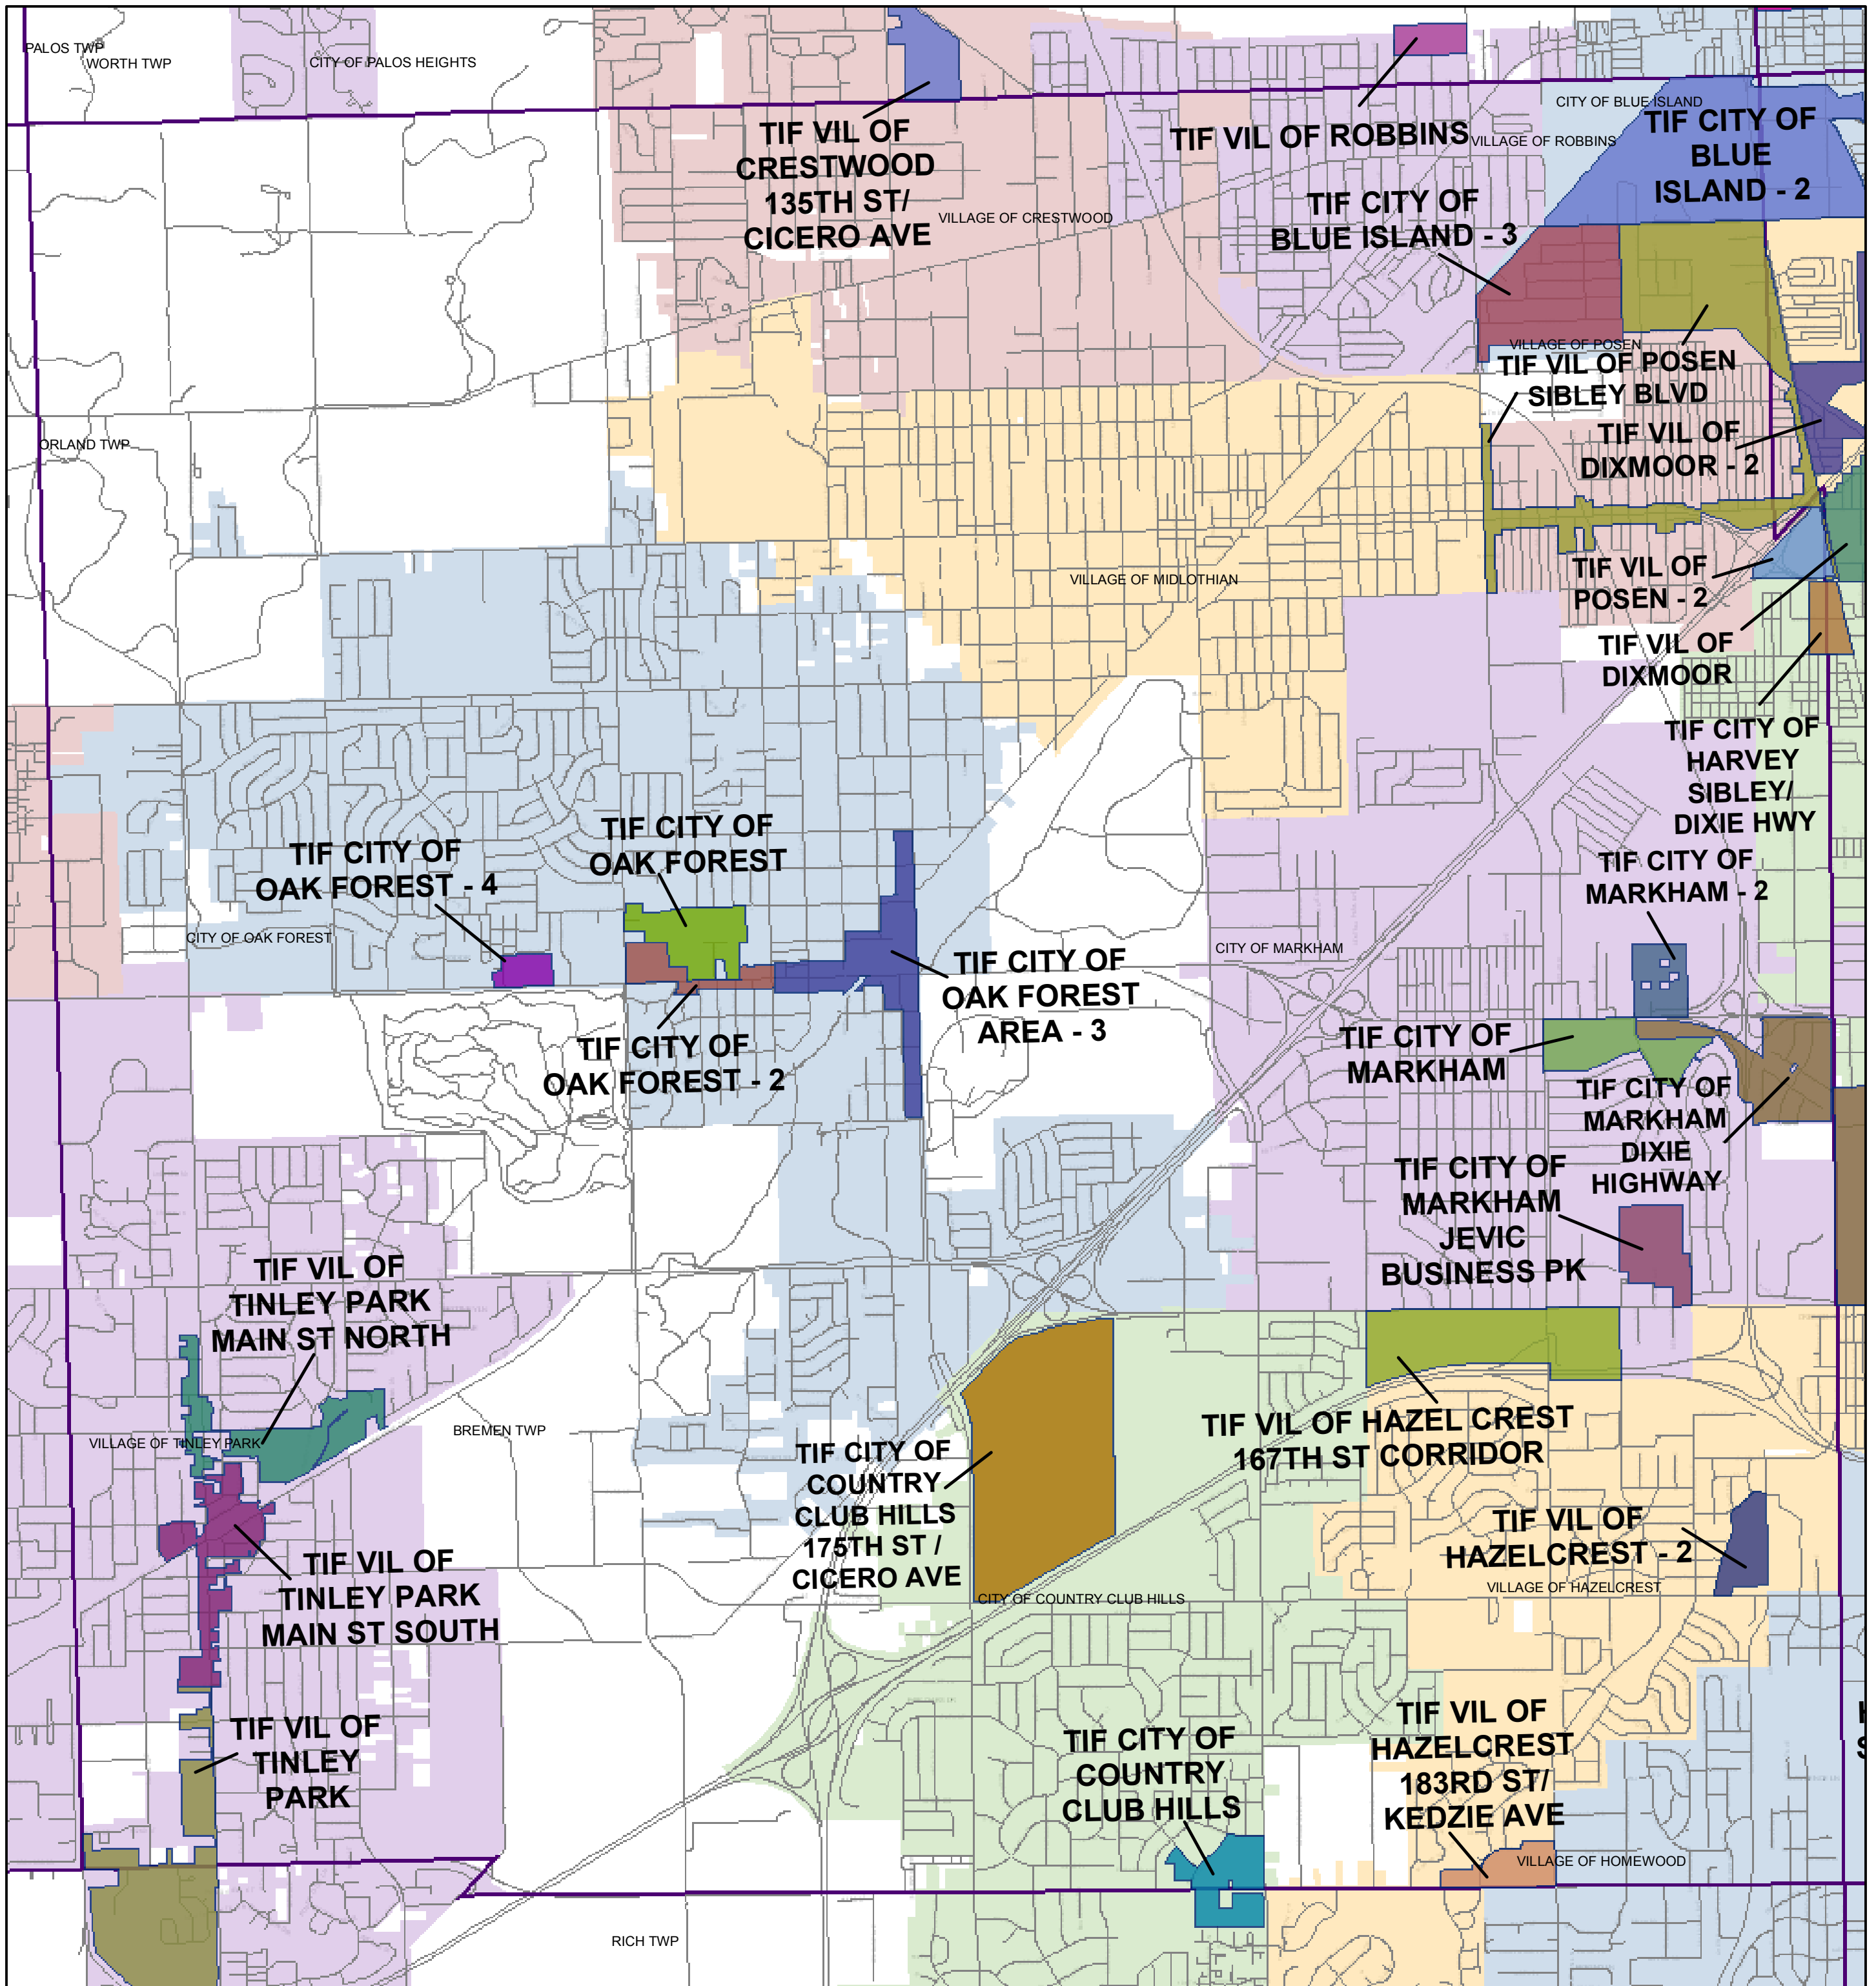 PALOS TWP
WORTH TWP
CITY OF PALOS HEIGHTS
CITY OF BLUE ISLAND
TIF VIL OF
CRESTWOOD
135TH ST/
CICERO AVE
TIF VIL OF ROBBINS
VILLAGE OF ROBBINS
TIF CITY OF
BLUE
ISLAND - 2
VILLAGE OF CRESTWOOD
TIF CITY OF
BLUE ISLAND - 3
VILLAGE OF POSEN
TIF VIL OF POSEN
SIBLEY BLVD
ORLAND TWP
TIF VIL OF
DIXMOOR - 2
VILLAGE OF MIDLOTHIAN
TIF VIL OF
POSEN - 2
TIF VIL OF
DIXMOOR
TIF CITY OF
HARVEY
SIBLEY/
DIXIE HWY
TIF CITY OF
OAK FOREST - 4
TIF CITY OF
OAK FOREST
TIF CITY OF
MARKHAM - 2
CITY OF OAK FOREST
CITY OF MARKHAM
TIF CITY OF
OAK FOREST
AREA - 3
TIF CITY OF
OAK FOREST - 2
TIF CITY OF
MARKHAM
TIF CITY OF
MARKHAM
DIXIE
HIGHWAY
TIF CITY OF
MARKHAM
JEVIC
BUSINESS PK
TIF VIL OF
TINLEY PARK
MAIN ST NORTH
VILLAGE OF TINLEY PARK
BREMEN TWP
TIF VIL OF HAZEL CREST
167TH ST CORRIDOR
TIF CITY OF
COUNTRY
CLUB HILLS
175TH ST /
CICERO AVE
TIF VIL OF
HAZELCREST - 2
VILLAGE OF HAZELCREST
CITY OF COUNTRY CLUB HILLS
TIF VIL OF
TINLEY PARK
MAIN ST SOUTH
TIF VIL OF
TINLEY
PARK
TIF CITY OF
COUNTRY
CLUB HILLS
TIF VIL OF
HAZELCREST
183RD ST/
KEDZIE AVE
VILLAGE OF HOMEWOOD
RICH TWP